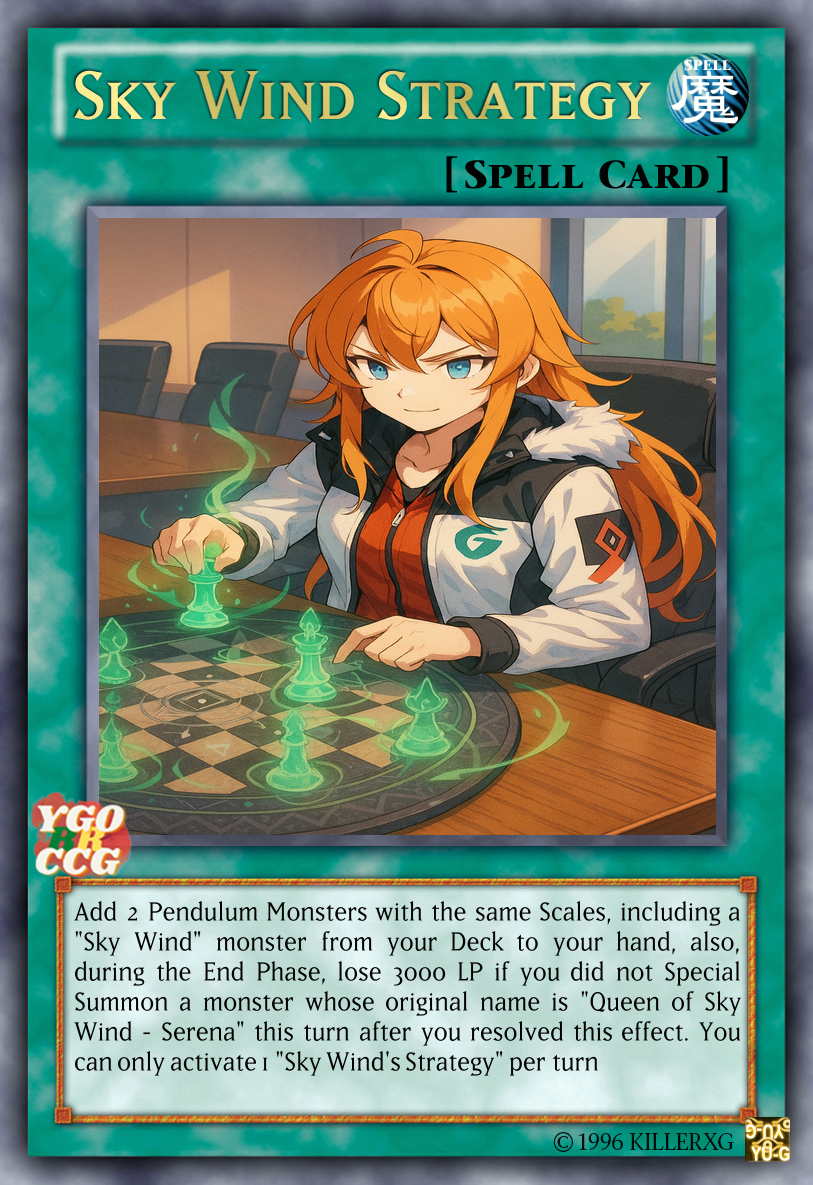 SKY WIND STRATEGY
SPELL
魔
[SPELL CARD]
G
YGO
BR
CCG
Add 2 Pendulum Monsters with the same Scales, including a
"Sky Wind" monster from your Deck to your hand, also,
during the End Phase, lose 3000 LP if you did not Special
Summon a monster whose original name is "Queen of Sky
Wind - Serena" this turn after you resolved this effect. You
can only activate 1 "Sky Wind's Strategy" per turn
© 1996 KILLERXG
YU-G